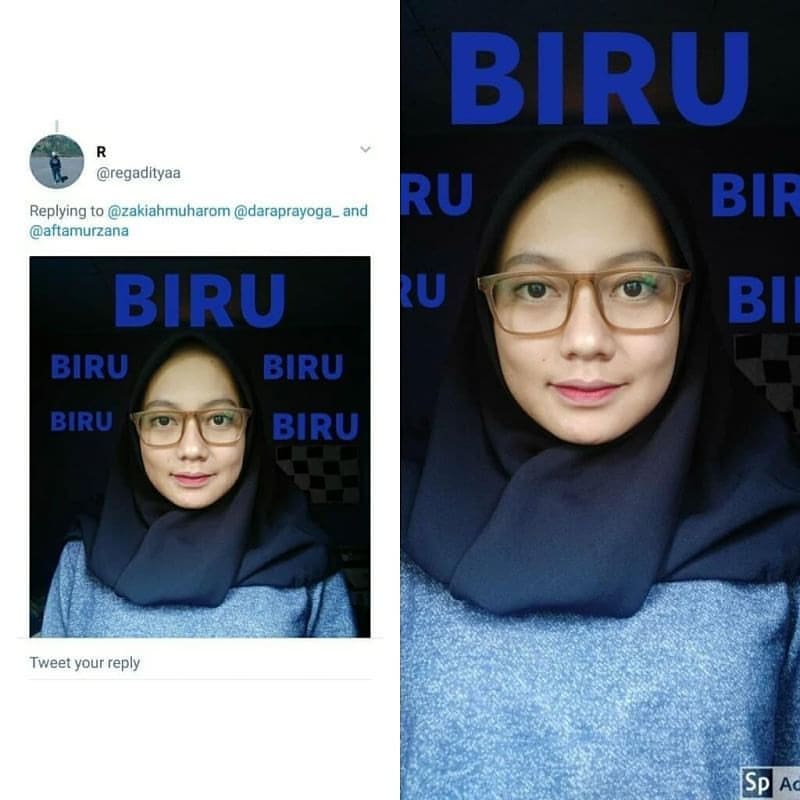 R
@regadityaa
Replying to @zakiahmuharom @daraprayoga_ and
@aftamurzana
BIRU
BIRU BIRU
BIRU BIRU
Tweet your reply
BIRU
RU BIR
RU BI
Sp Ad